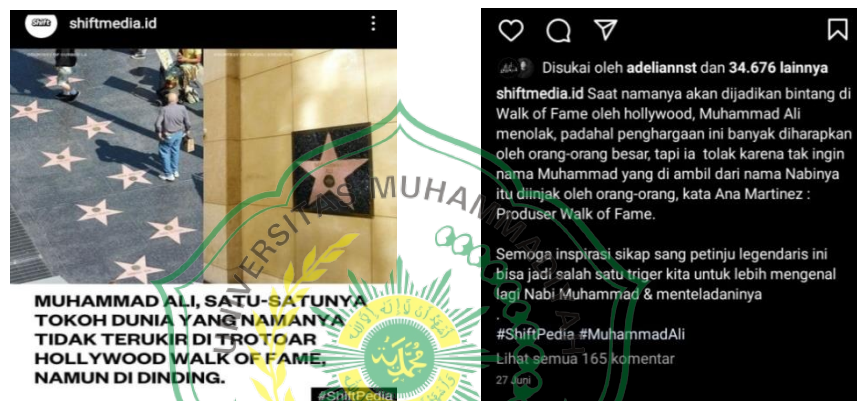 Shift shiftmedia.id
MUHAMMAD ALI, SATU-SATUNYA
TOKOH DUNIA YANG NAMANYA
TIDAK TERUKIR DI TROTOAR
HOLLYWOOD WALK OF FAME,
NAMUN DI DINDING.
#ShiftPedia
Disukai oleh adeliannst dan 34.676 lainnya
shiftmedia.id Saat namanya akan dijadikan bintang di
Walk of Fame oleh hollywood, Muhammad Ali
menolak, padahal penghargaan ini banyak diharapkan
oleh orang-orang besar, tapi ia tolak karena tak ingin
nama Muhammad yang di ambil dari nama Nabinya
itu diinjak oleh orang-orang, kata Ana Martinez :
Produser Walk of Fame.
Semoga inspirasi sikap sang petinju legendaris ini
bisa jadi salah satu triger kita untuk lebih mengenal
lagi Nabi Muhammad & menteladaninya
.
#ShiftPedia #MuhammadAli
Lihat semua 165 komentar
27 Juni
UNIVERSITAS MUHAMMADIYAH